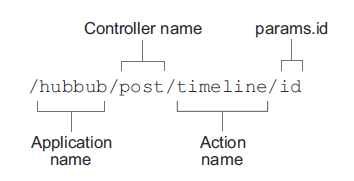 Controller name
params.id
/hubbub/post/timeline/id
Application
name
Action
name